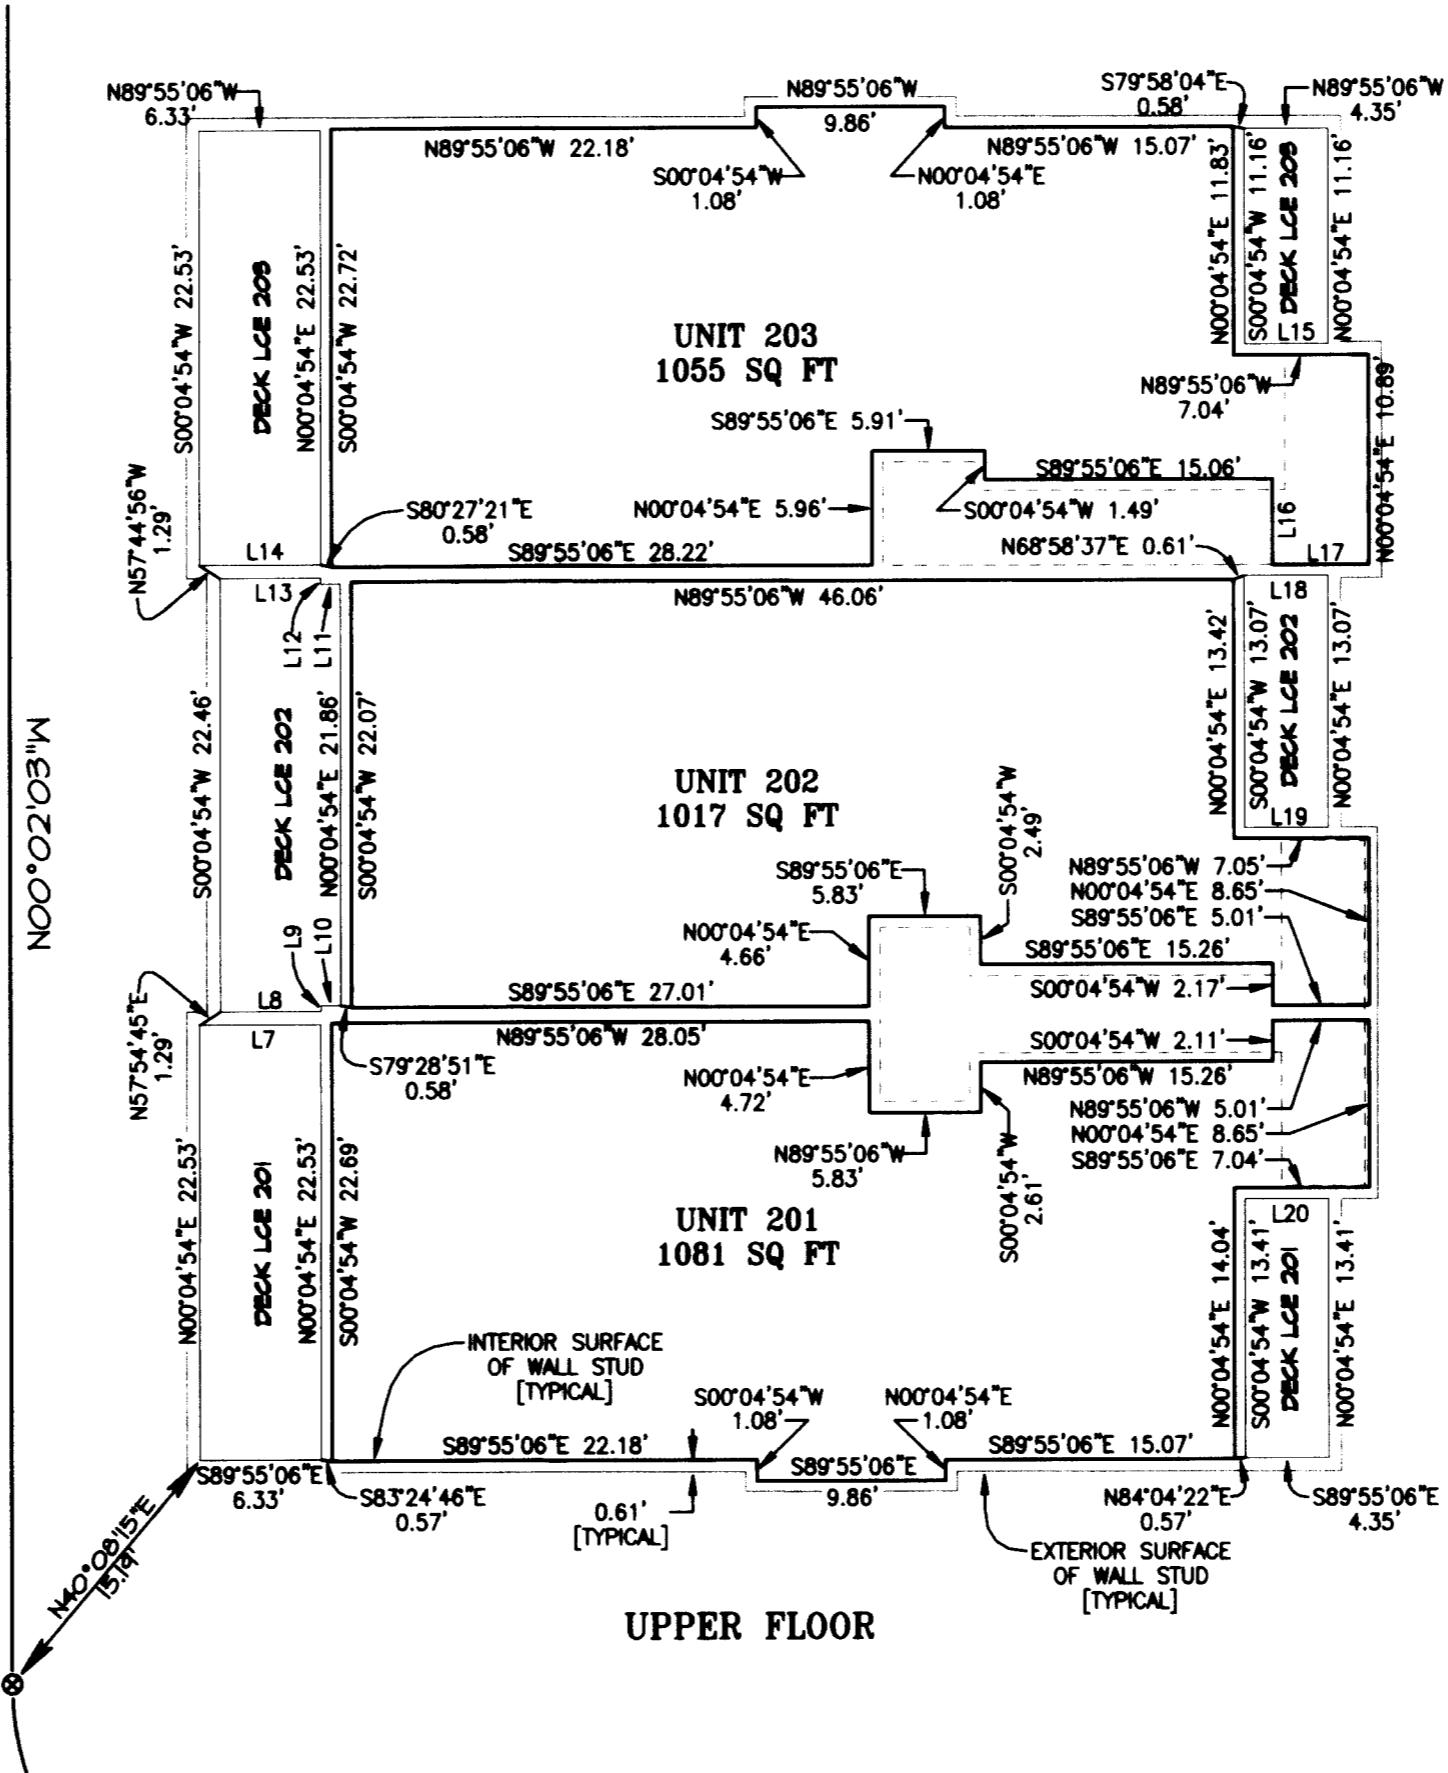 N89°55'06"W
6.33'
N89°55'06"W
9.86'
S79°58'04"E
0.58'
N89°55'06"W
4.35'
N89°55'06"W 22.18'
S00°04'54"W
1.08'
N00°04'54"E
1.08'
N89°55'06"W 15.07'
S00°04'54"W 22.53'
DECK LCE 203
N00°04'54"E 22.53'
S00°04'54"W 22.72'
N00°04'54"E 11.83'
S00°04'54"W 11.16'
DECK LCE 203
N00°04'54"E 11.16'
L15
UNIT 203
1055 SQ FT
N89°55'06"W
7.04'
N00°04'54"E 10.89'
S89°55'06"E 5.91'
S89°55'06"E 15.06'
N00°04'54"E 5.96'
S00°04'54"W 1.49'
L16
L17
N57°44'56"W
1.29'
S80°27'21"E
0.58'
L14
S89°55'06"E 28.22'
N68°58'37"E 0.61'
L13
N89°55'06"W 46.06'
L18
L12
L11
S00°04'54"W 22.46'
DECK LCE 202
N00°04'54"E 21.86'
S00°04'54"W 22.07'
N00°04'54"E 13.42'
S00°04'54"W 13.07'
DECK LCE 202
N00°04'54"E 13.07'
L19
N00°02'03"W
UNIT 202
1017 SQ FT
S00°04'54"W
2.49'
S89°55'06"E
5.83'
N89°55'06"W 7.05'
N00°04'54"E 8.65'
S89°55'06"E 5.01'
N00°04'54"E
4.66'
S89°55'06"E 15.26'
S00°04'54"W 2.17'
L9
L10
L8
S89°55'06"E 27.01'
L7
N89°55'06"W 28.05'
N57°54'45"E
1.29'
S79°28'51"E
0.58'
S00°04'54"W 2.11'
N00°04'54"E
4.72'
N89°55'06"W 15.26'
N89°55'06"W 5.01'
N00°04'54"E 8.65'
S89°55'06"E 7.04'
N89°55'06"W
5.83'
S00°04'54"W
2.61'
N00°04'54"E 22.53'
DECK LCE 201
N00°04'54"E 22.53'
S00°04'54"W 22.69'
UNIT 201
1081 SQ FT
L20
N00°04'54"E 14.04'
S00°04'54"W 13.41'
DECK LCE 201
N00°04'54"E 13.41'
INTERIOR SURFACE
OF WALL STUD
[TYPICAL]
S00°04'54"W
1.08'
N00°04'54"E
1.08'
S89°55'06"E 22.18'
S89°55'06"E 15.07'
S89°55'06"E
6.33'
S83°24'46"E
0.57'
0.61'
[TYPICAL]
S89°55'06"E
9.86'
N84°04'22"E
0.57'
S89°55'06"E
4.35'
EXTERIOR SURFACE
OF WALL STUD
[TYPICAL]
N40°08'15"E
15.19'
UPPER FLOOR